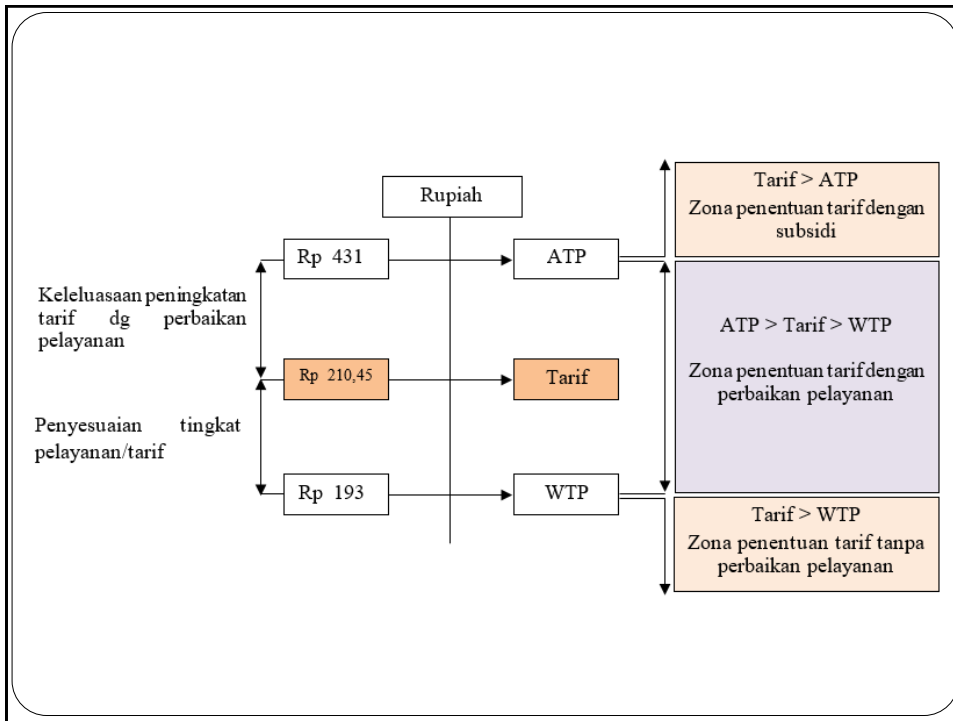 Rupiah
Rp 431
ATP
Rp 210,45
Tarif
Rp 193
WTP
Keleluasaan peningkatan
tarif dg perbaikan
pelayanan
Penyesuaian tingkat
pelayanan/tarif
Tarif > ATP
Zona penentuan tarif dengan
subsidi
ATP > Tarif > WTP
Zona penentuan tarif dengan
perbaikan pelayanan
Tarif > WTP
Zona penentuan tarif tanpa
perbaikan pelayanan